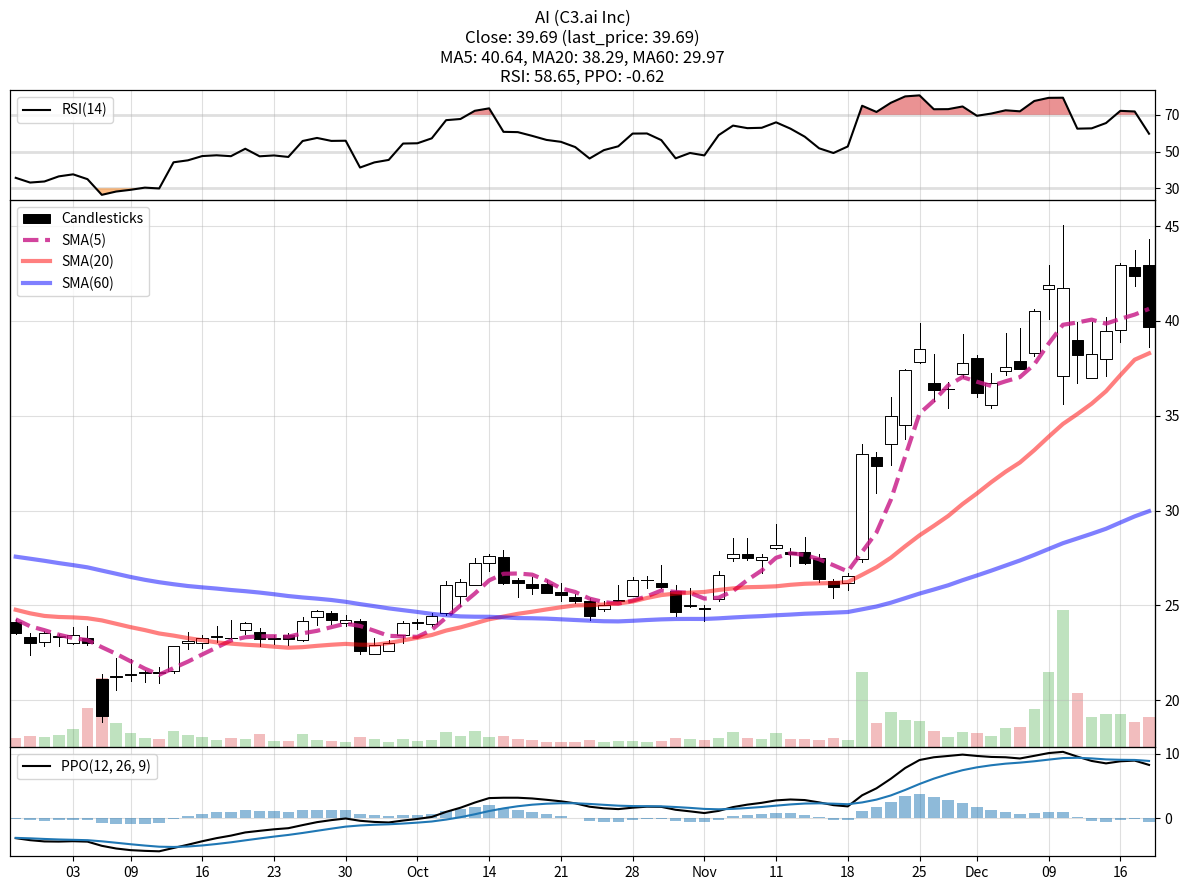 AI (C3.ai Inc)
Close: 39.69 (last_price: 39.69)
MA5: 40.64, MA20: 38.29, MA60: 29.97
RSI: 58.65, PPO: -0.62
RSI(14)
70
50
30
Candlesticks
SMA(5)
SMA(20)
SMA(60)
45
40
35
30
25
20
PPO(12, 26, 9)
10
0
03 09 16 23 30 Oct 14 21 28 Nov 11 18 25 Dec 09 16